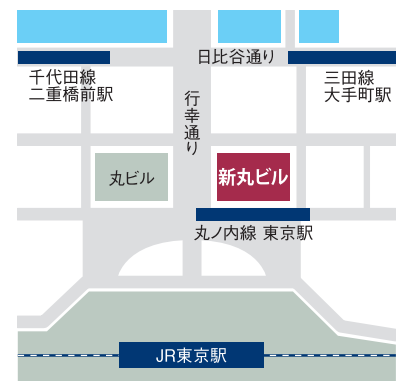 日比谷通り
千代田線
二重橋前駅
三田線
大手町駅
行幸通り
丸ビル
新丸ビル
丸ノ内線 東京駅
JR東京駅